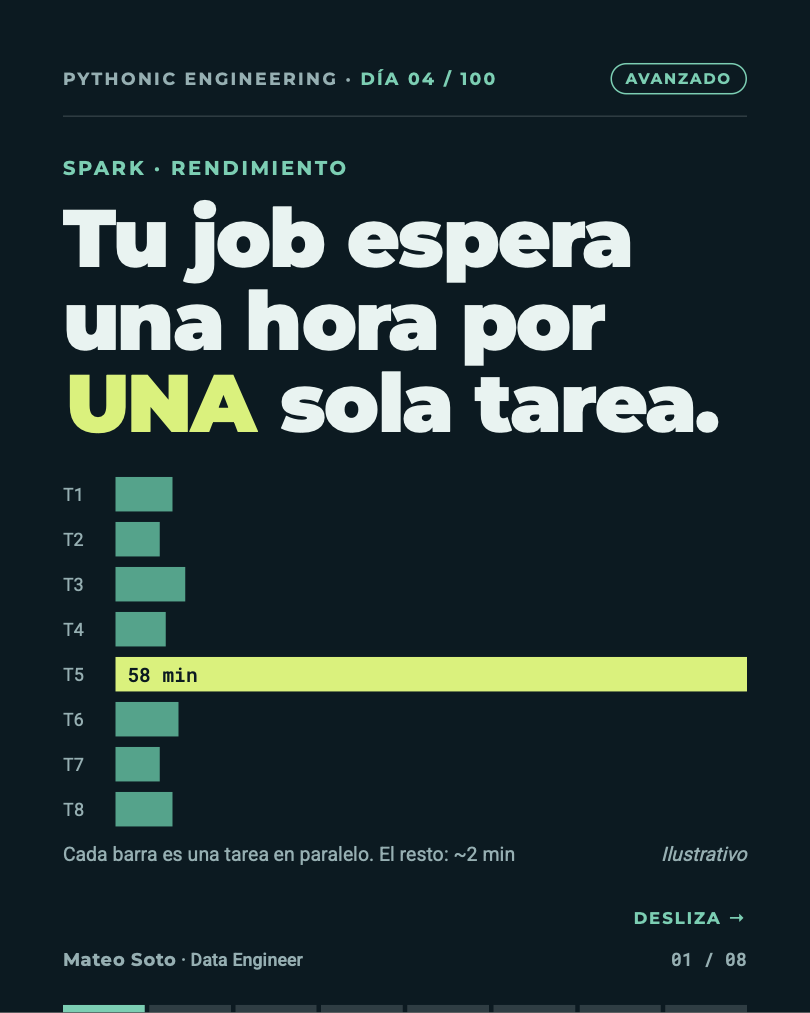 PYTHONIC ENGINEERING · DÍA 04 / 100
AVANZADO
SPARK · RENDIMIENTO
Tu job espera
una hora por
UNA sola tarea.
T1
T2
T3
T4
T5 58 min
T6
T7
T8
Cada barra es una tarea en paralelo. El resto: ~2 min
Ilustrativo
DESLIZA →
Mateo Soto · Data Engineer
01 / 08